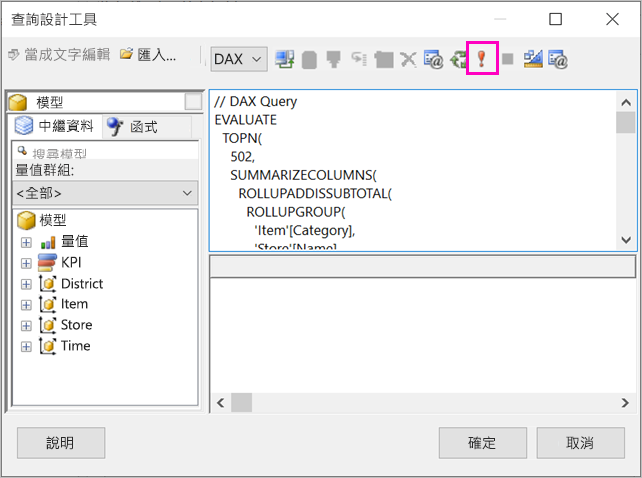 查詢設計工具
當成文字編輯 匯入...
DAX
模型
中繼資料 函式
搜尋模型
量值群組:
<全部>
模型
量值
KPI
District
Item
Store
Time
// DAX Query
EVALUATE
TOPN(
502,
SUMMARIZECOLUMNS(
ROLLUPADDISSUBTOTAL(
ROLLUPGROUP(
'Item'[Category],
'Store'[Name]
說明
確定
取消